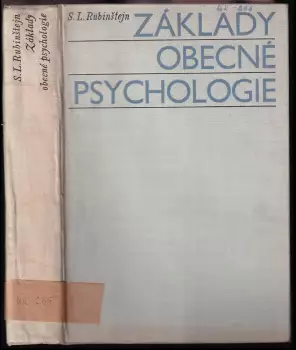 S. L. Rubinštejn
Základy
obecné psychologie
S. L. Rubinštejn
ZÁKLADY
OBECNÉ
PSYCHOLOGIE